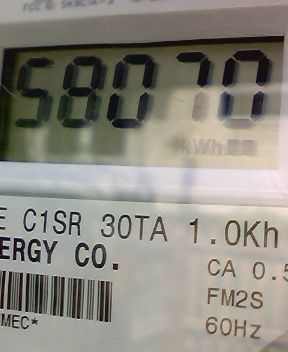 58070
kWh
E C1SR 30TA 1.0Kh
ERGY CO.
CA 0.5
FM2S
60Hz
MEC*